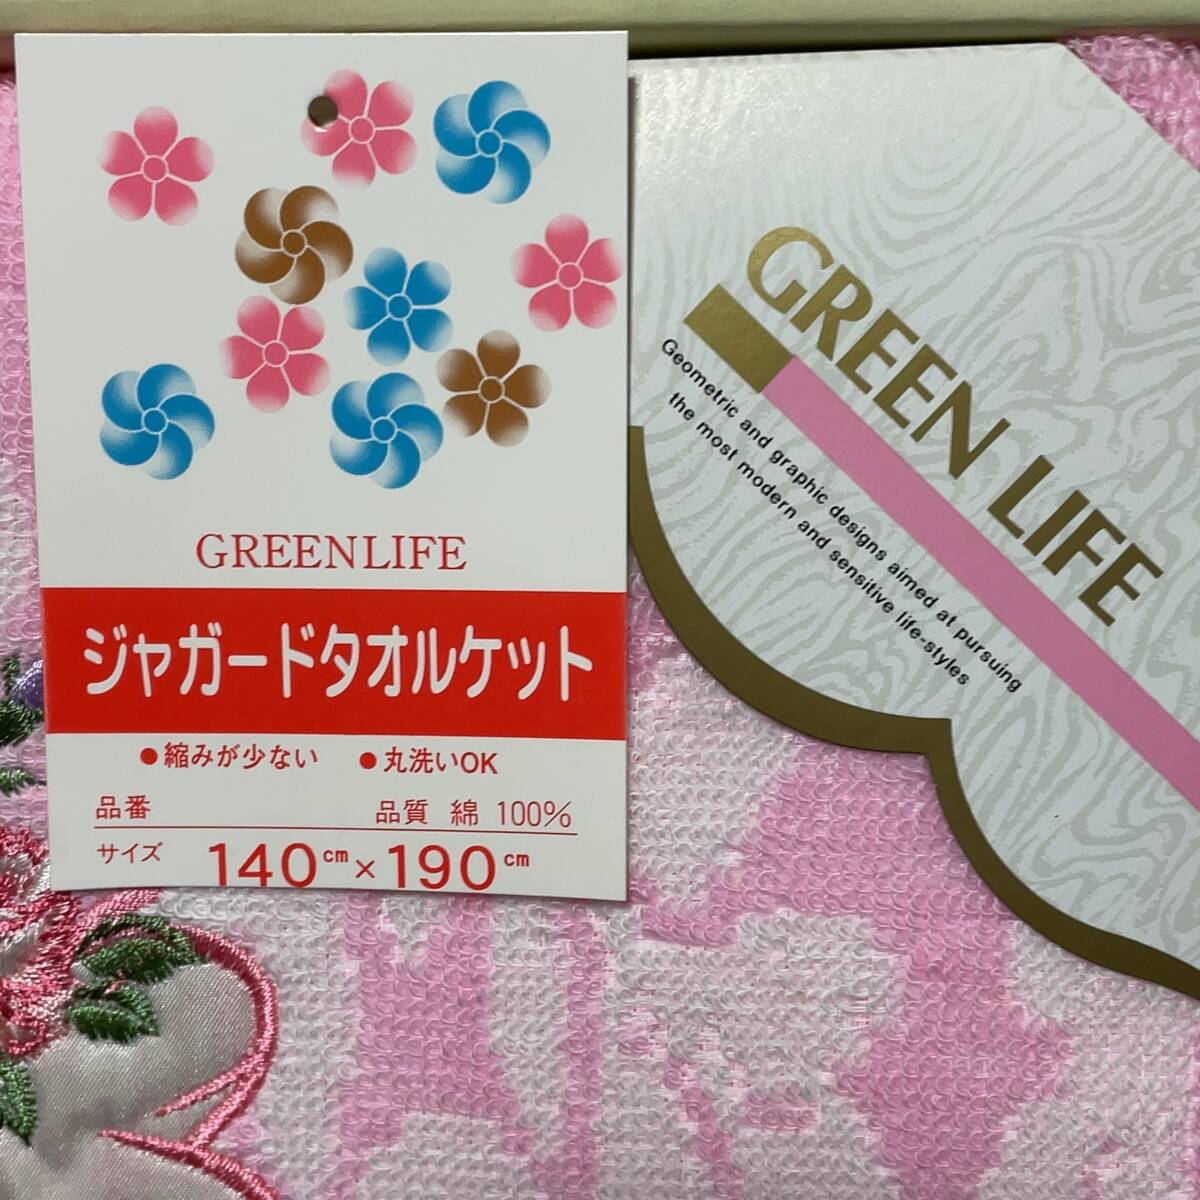 GREENLIFE
ジャガードタオルケット
●縮みが少ない ●丸洗いOK
品番 品質 綿 100%
サイズ 140cm×190cm
GREEN LIFE
Geometric and graphic designs aimed at pursuing
the most modern and sensitive life-styles